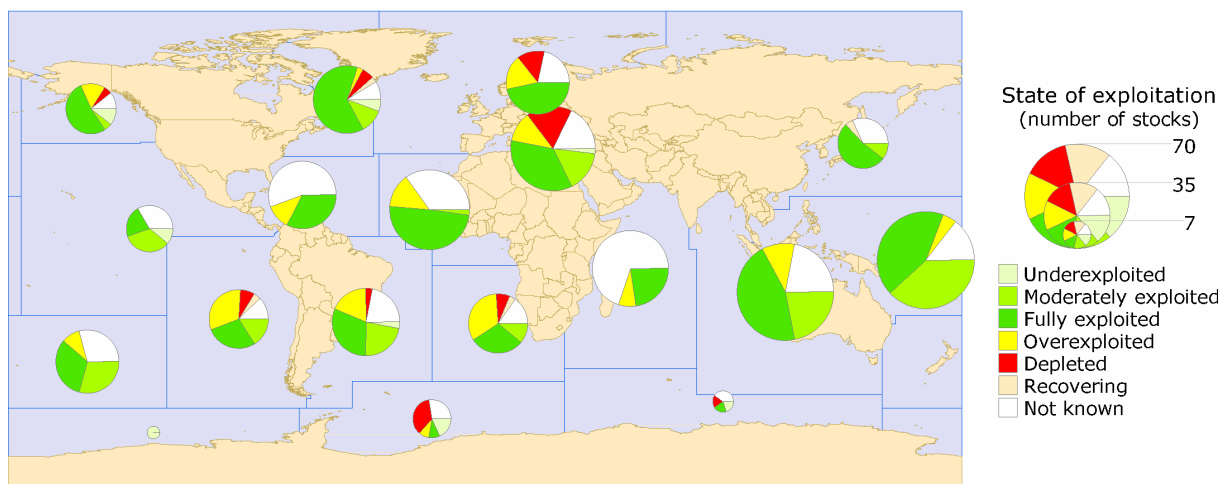 State of exploitation
(number of stocks)
70
35
7
Underexploited
Moderately exploited
Fully exploited
Overexploited
Depleted
Recovering
Not known